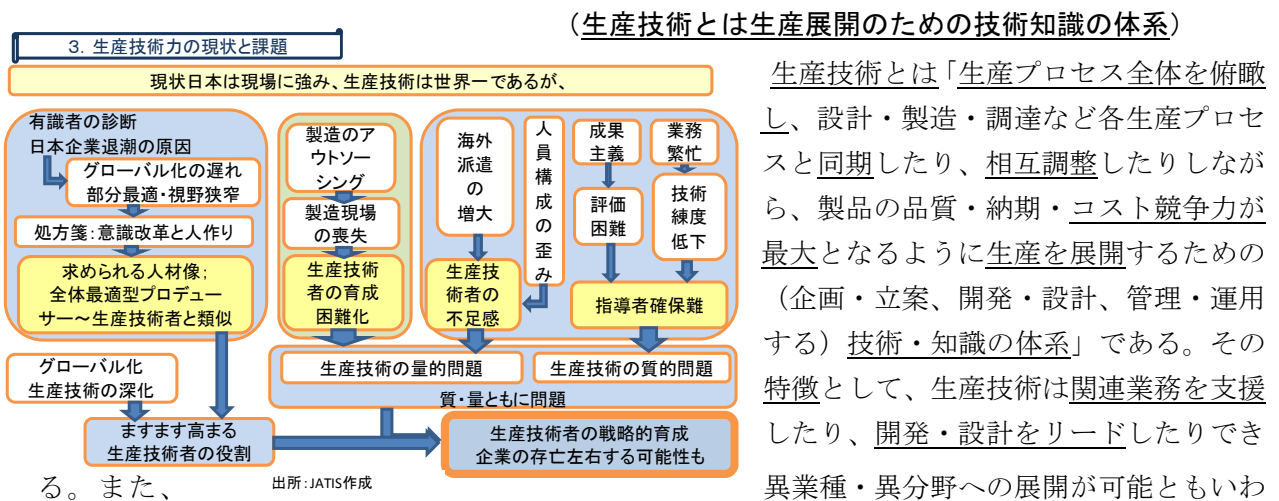 (生産技術とは生産展開のための技術知識の体系)
3．生産技術力の現状と課題
現状日本は現場に強み、生産技術は世界一であるが、
有識者の診断
日本企業退潮の原因
グローバル化の遅れ
部分最適・視野狭窄
処方箋：意識改革と人作り
求められる人材像；
全体最適型プロデュー
サー～生産技術者と類似
グローバル化
生産技術の深化
ますます高まる
生産技術者の役割
製造のア
ウトソー
シング
製造現場
の喪失
生産技術
者の育成
困難化
海外
派遣
の
増大
人員構成の歪み
生産技
術者の
不足感
成果
主義
評価
困難
業務
繁忙
技術
練度
低下
指導者確保難
生産技術の量的問題
生産技術の質的問題
質・量ともに問題
生産技術者の戦略的育成
企業の存亡左右する可能性も
出所：JATIS作成
生産技術とは「生産プロセス全体を俯瞰
し、設計・製造・調達など各生産プロセ
スと同期したり、相互調整したりしなが
ら、製品の品質・納期・コスト競争力が
最大となるように生産を展開するための
（企画・立案、開発・設計、管理・運用
する）技術・知識の体系」である。その
特徴として、生産技術は関連業務を支援
したり、開発・設計をリードしたりでき
る。また、異業種・異分野への展開が可能ともいわ